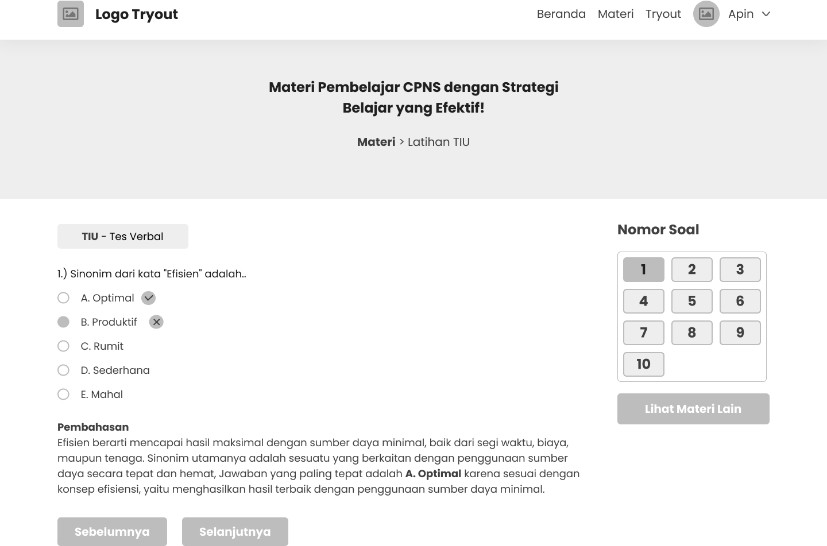 Logo Tryout
Beranda Materi Tryout Apin
Materi Pembelajar CPNS dengan Strategi
Belajar yang Efektif!
Materi > Latihan TIU
TIU - Tes Verbal
1.) Sinonim dari kata "Efisien" adalah..
A. Optimal
B. Produktif
C. Rumit
D. Sederhana
E. Mahal
Pembahasan
Efisien berarti mencapai hasil maksimal dengan sumber daya minimal, baik dari segi waktu, biaya,
maupun tenaga. Sinonim utamanya adalah sesuatu yang berkaitan dengan penggunaan sumber
daya secara tepat dan hemat, Jawaban yang paling tepat adalah A. Optimal karena sesuai dengan
konsep efisiensi, yaitu menghasilkan hasil terbaik dengan penggunaan sumber daya minimal.
Sebelumnya Selanjutnya
Nomor Soal
1 2 3
4 5 6
7 8 9
10
Lihat Materi Lain